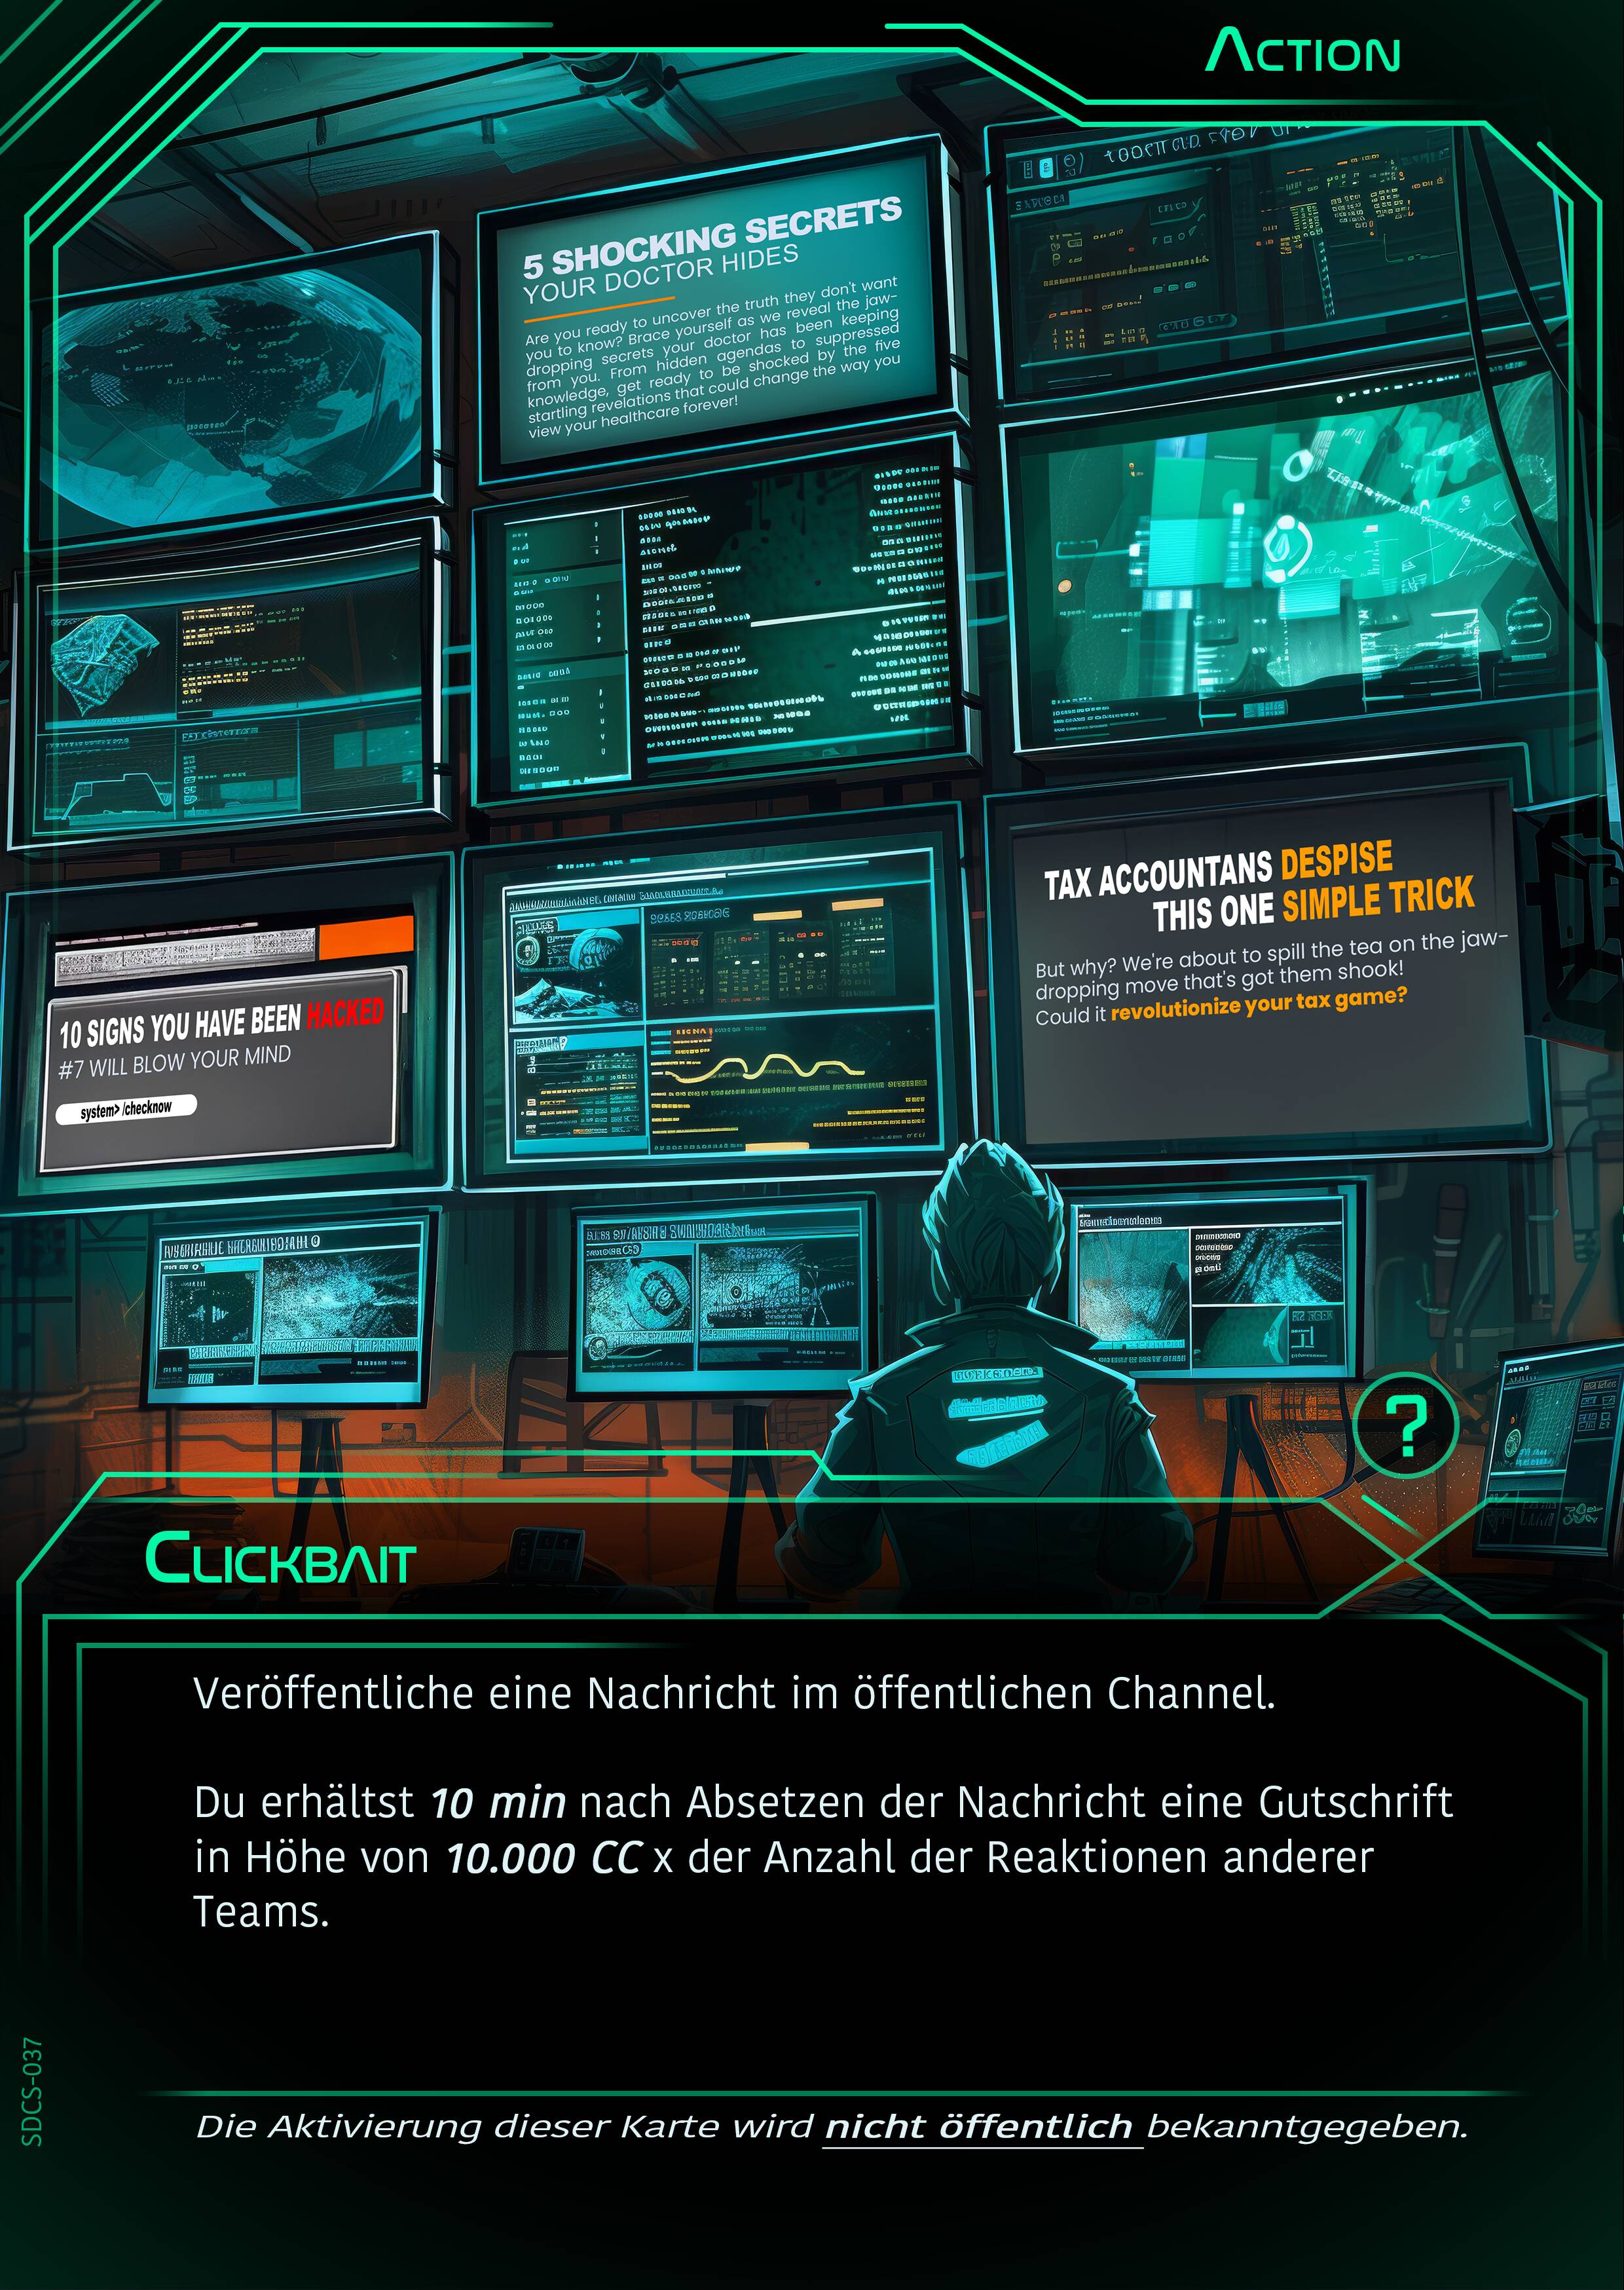 ACTION
5 SHOCKING SECRETS
YOUR DOCTOR HIDES
Are you ready to uncover the truth they don't want
you to know? Brace yourself as we reveal the jaw-
dropping secrets your doctor has been keeping
from you. From hidden agendas to suppressed
knowledge, get ready to be shocked by the five
startling revelations that could change the way you
view your healthcare forever!
TAX ACCOUNTANTS DESPISE
THIS ONE SIMPLE TRICK
But why? We're about to spill the tea on the jaw-
dropping move that's got them shook!
Could it revolutionize your tax game?
10 SIGNS YOU HAVE BEEN HACKED
#7 WILL BLOW YOUR MIND
system> /checknow
?
CLICKBAIT
Veröffentliche eine Nachricht im öffentlichen Channel.
Du erhältst 10 min nach Absetzen der Nachricht eine Gutschrift
in Höhe von 10.000 CC x der Anzahl der Reaktionen anderer
Teams.
SDCS-037
Die Aktivierung dieser Karte wird nicht öffentlich bekanntgegeben.